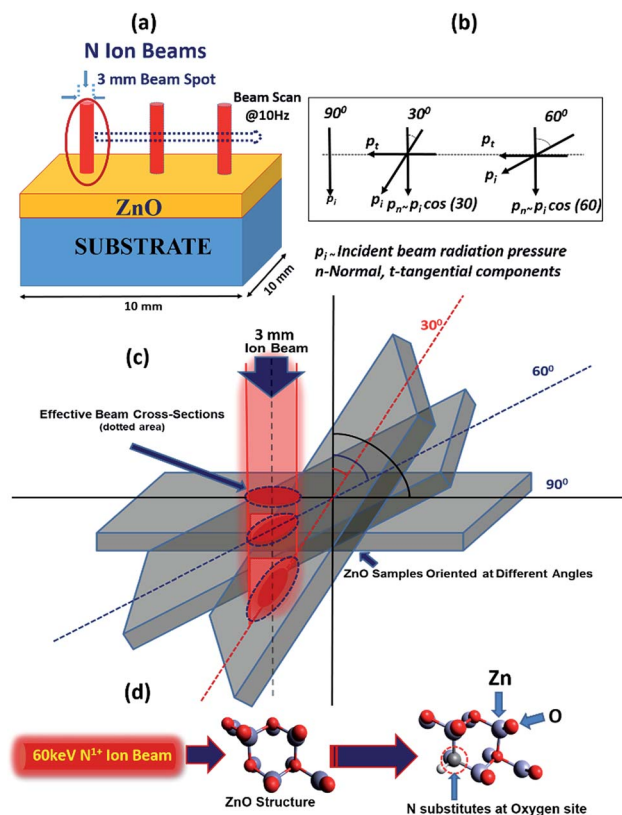 (a)
N Ion Beams
3 mm Beam Spot
Beam Scan
@10Hz
ZnO
SUBSTRATE
10 mm
10 mm
(b)
90⁰
30⁰
60⁰
pₜ
pₜ
pᵢ
pᵢ
pᵢ
pₙ~pᵢ cos (30)
pₙ~pᵢ cos (60)
pᵢ ~ Incident beam radiation pressure
n-Normal, t-tangential components
(c)
3 mm
Ion Beam
30⁰
60⁰
Effective Beam Cross-Sections
(dotted area)
90⁰
ZnO Samples Oriented at Different Angles
(d)
60keV N¹⁺ Ion Beam
ZnO Structure
Zn
O
N substitutes at Oxygen site